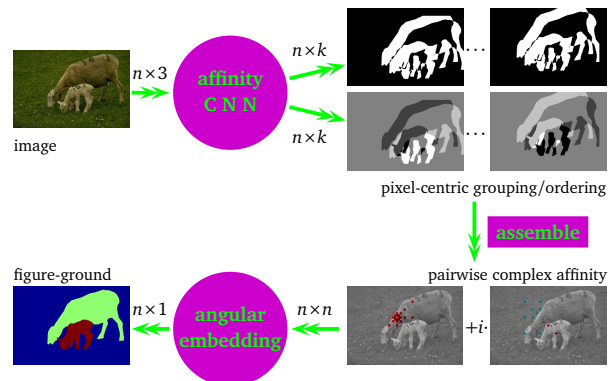 n×3
affinity
C N N
n×k
...
n×k
...
image
pixel-centric grouping/ordering
assemble
figure-ground
pairwise complex affinity
n×1
angular
embedding
n×n
+i·